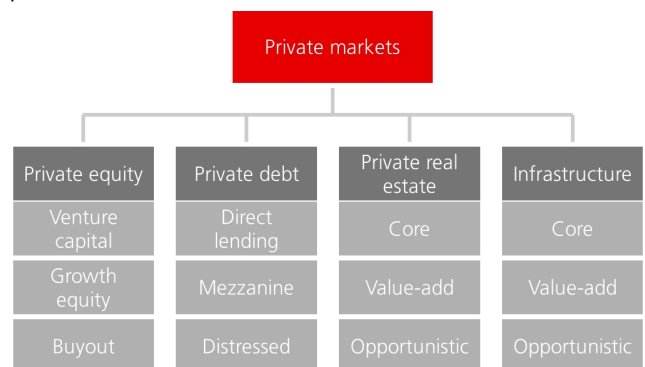 Private markets
Private equity
Venture
capital
Growth
equity
Buyout
Private debt
Direct
lending
Mezzanine
Distressed
Private real
estate
Core
Value-add
Opportunistic
Infrastructure
Core
Value-add
Opportunistic